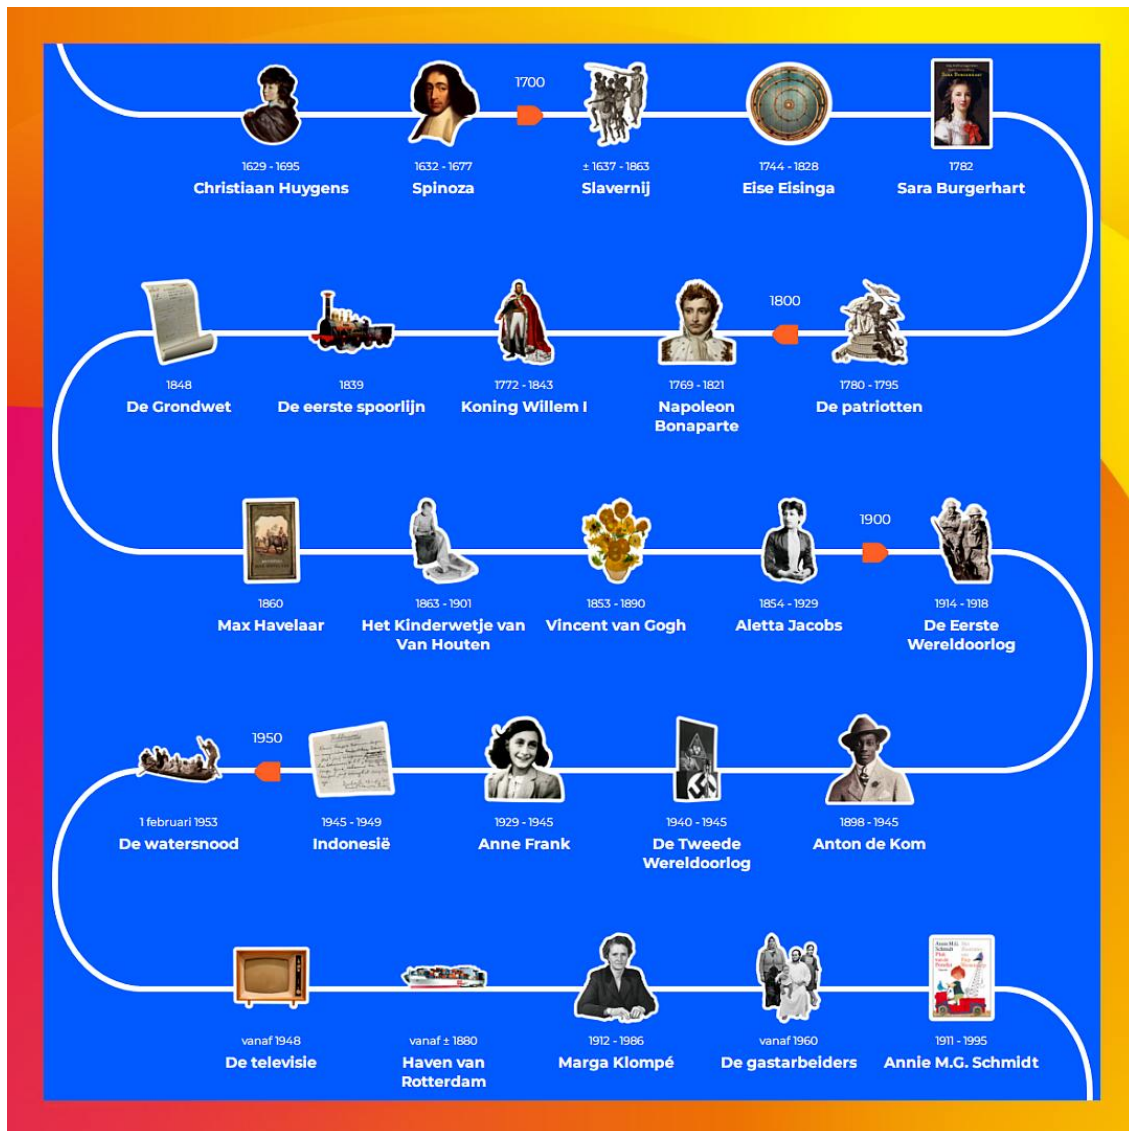 1700
1629 - 1695
Christiaan Huygens
1632 - 1677
Spinoza
± 1637 - 1863
Slavernij
1744 - 1828
Eise Eisinga
1782
Sara Burgerhart
SARA BURGERHART
1800
1848
De Grondwet
1839
De eerste spoorlijn
1772 - 1843
Koning Willem I
1769 - 1821
Napoleon
Bonaparte
1780 - 1795
De patriotten
1900
1860
Max Havelaar
1863 - 1901
Het Kinderwetje van
Van Houten
1853 - 1890
Vincent van Gogh
1854 - 1929
Aletta Jacobs
1914 - 1918
De Eerste
Wereldoorlog
1950
1 februari 1953
De watersnood
1945 - 1949
Indonesië
1929 - 1945
Anne Frank
1940 - 1945
De Tweede
Wereldoorlog
1898 - 1945
Anton de Kom
Annie M.G.
Schmidt
vanaf 1948
De televisie
vanaf ± 1880
Haven van
Rotterdam
1912 - 1986
Marga Klompé
vanaf 1960
De gastarbeiders
1911 - 1995
Annie M.G. Schmidt